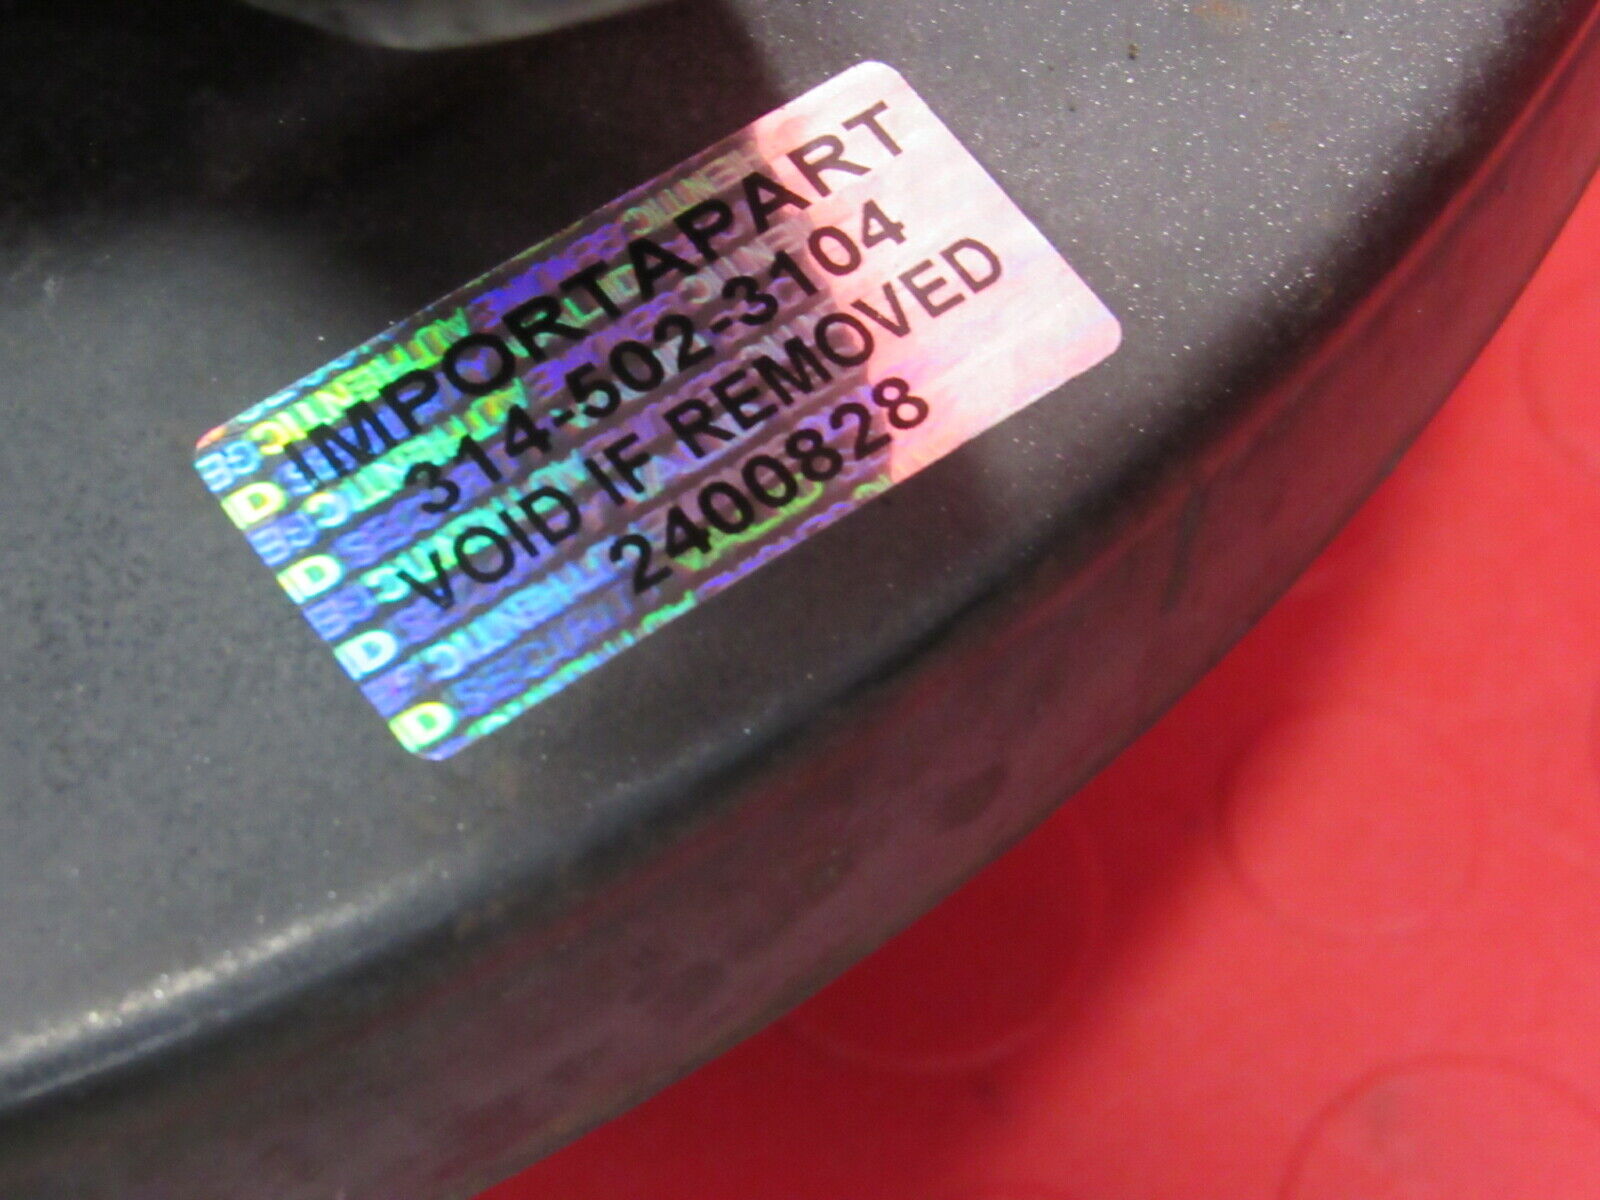 IMPORTAPART
314-502-3104
VOID IF REMOVED
2400828